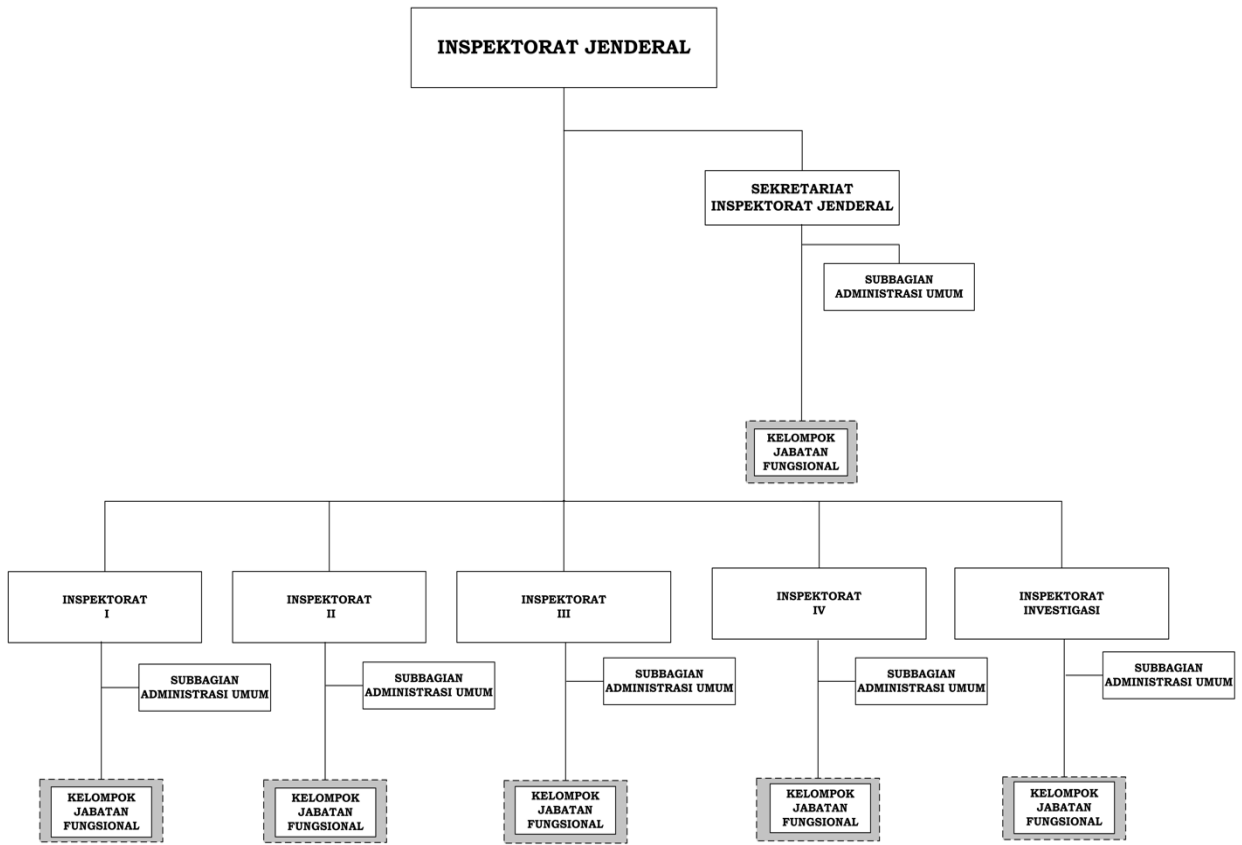 INSPEKTORAT JENDERAL
SEKRETARIAT
INSPEKTORAT JENDERAL
SUBBAGIAN
ADMINISTRASI UMUM
KELOMPOK
JABATAN
FUNGSIONAL
INSPEKTORAT
I
INSPEKTORAT
II
INSPEKTORAT
III
INSPEKTORAT
IV
INSPEKTORAT
INVESTIGASI
SUBBAGIAN
ADMINISTRASI UMUM
SUBBAGIAN
ADMINISTRASI UMUM
SUBBAGIAN
ADMINISTRASI UMUM
SUBBAGIAN
ADMINISTRASI UMUM
SUBBAGIAN
ADMINISTRASI UMUM
KELOMPOK
JABATAN
FUNGSIONAL
KELOMPOK
JABATAN
FUNGSIONAL
KELOMPOK
JABATAN
FUNGSIONAL
KELOMPOK
JABATAN
FUNGSIONAL
KELOMPOK
JABATAN
FUNGSIONAL